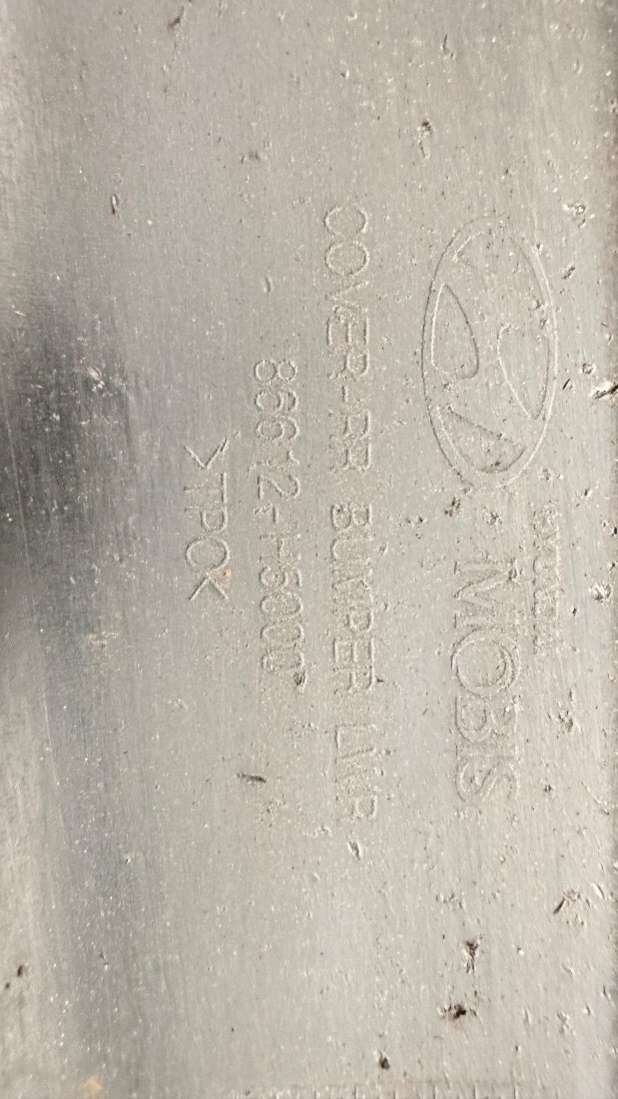 MOBIS
COVER-RR BUMPER LWR
86612-H5000
>TPO<